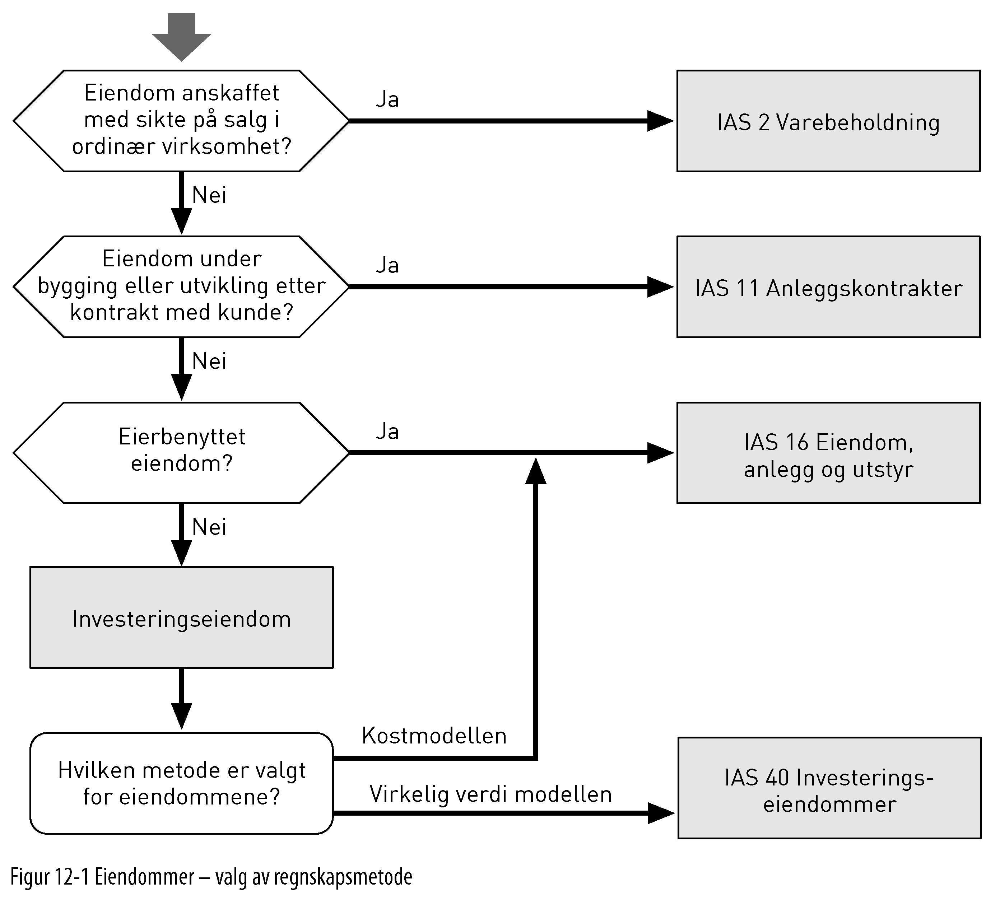 Eiendom anskaffet
med sikte på salg i
ordinær virksomhet?
Ja
IAS 2 Varebeholdning
Nei
Eiendom under
bygging eller utvikling etter
kontrakt med kunde?
Ja
IAS 11 Anleggskontrakter
Nei
Eierbenyttet
eiendom?
Ja
IAS 16 Eiendom,
anlegg og utstyr
Nei
Investeringseiendom
Hvilken metode er valgt
for eiendommene?
Kostmodellen
Virkelig verdi modellen
IAS 40 Investerings-
eiendommer
Figur 12-1 Eiendommer – valg av regnskapsmetode